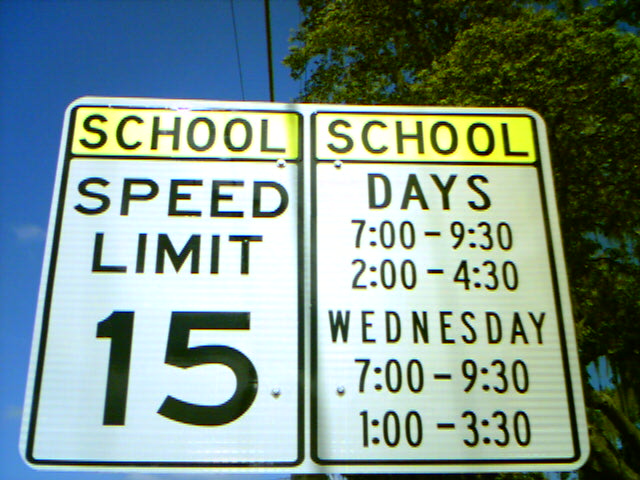 SCHOOL
SPEED
LIMIT
15
SCHOOL
DAYS
7:00 - 9:30
2:00 - 4:30
WEDNESDAY
7:00 - 9:30
1:00 - 3:30